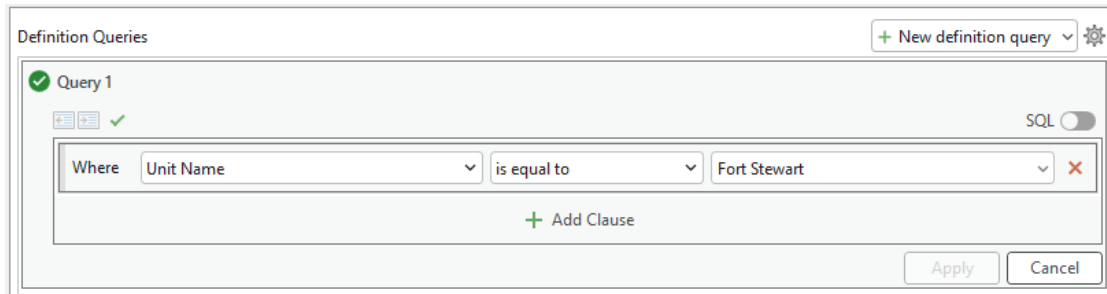 Definition Queries
New definition query
Query 1
SQL
Where Unit Name is equal to Fort Stewart
Add Clause
Apply Cancel